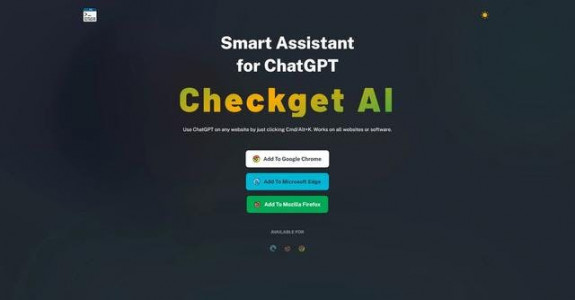 Smart Assistant
for ChatGPT
Checkget AI
Use ChatGPT on any website by just clicking Cmd/Alt+K. Works on all websites or software.
Add To Google Chrome
Add To Microsoft Edge
Add To Mozilla Firefox
AVAILABLE FOR